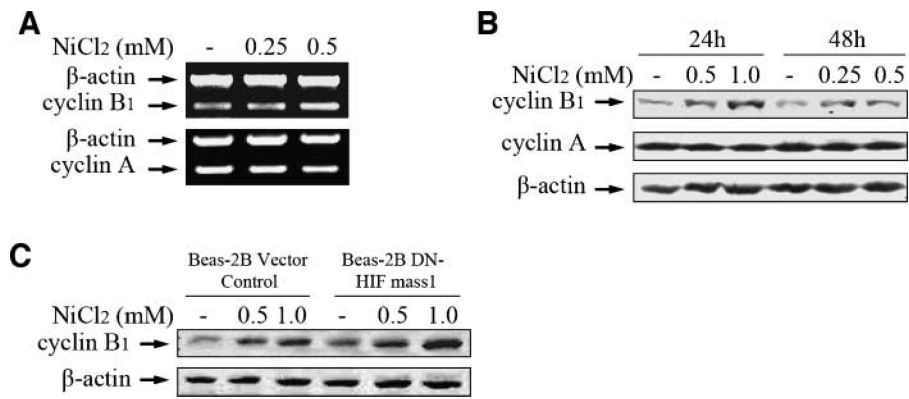 A
NiCl2 (mM) - 0.25 0.5
β-actin
cyclin B1
β-actin
cyclin A
B
24h 48h
NiCl2 (mM) - 0.5 1.0 - 0.25 0.5
cyclin B1
cyclin A
β-actin
C
Beas-2B Vector Control
Beas-2B DN-
HIF mass1
NiCl2 (mM) - 0.5 1.0 - 0.5 1.0
cyclin B1
β-actin